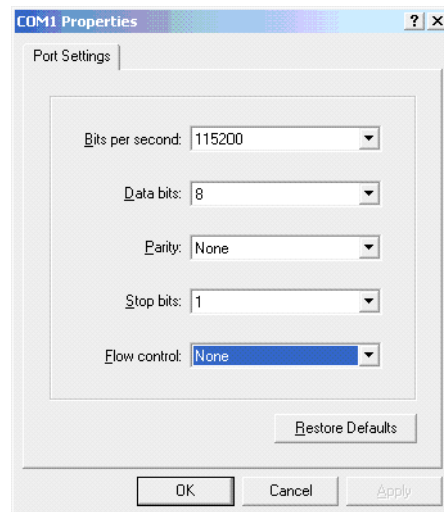 COM1 Properties
Port Settings
Bits per second: 115200
Data bits: 8
Parity: None
Stop bits: 1
Flow control: None
Restore Defaults
OK Cancel Apply